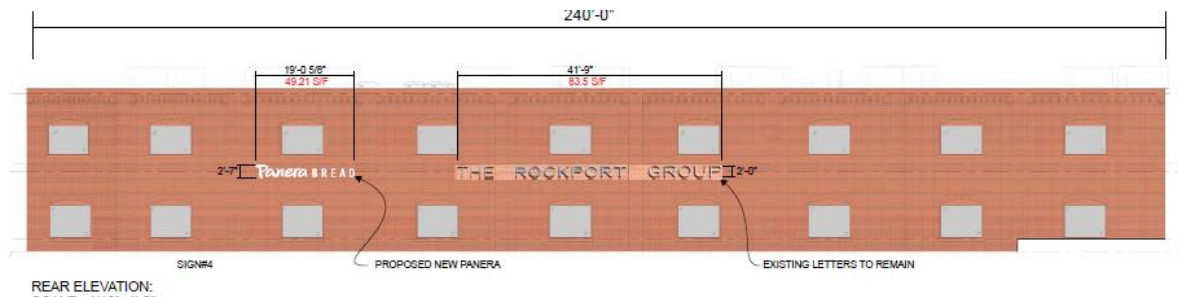 240'-0"
19'-0 5/8"
49.21 S/F
41'-9"
83.5 S/F
2'-7"
Panera BREAD
THE ROCKPORT GROUP
2'-0"
SIGN#4
PROPOSED NEW PANERA
EXISTING LETTERS TO REMAIN
REAR ELEVATION: